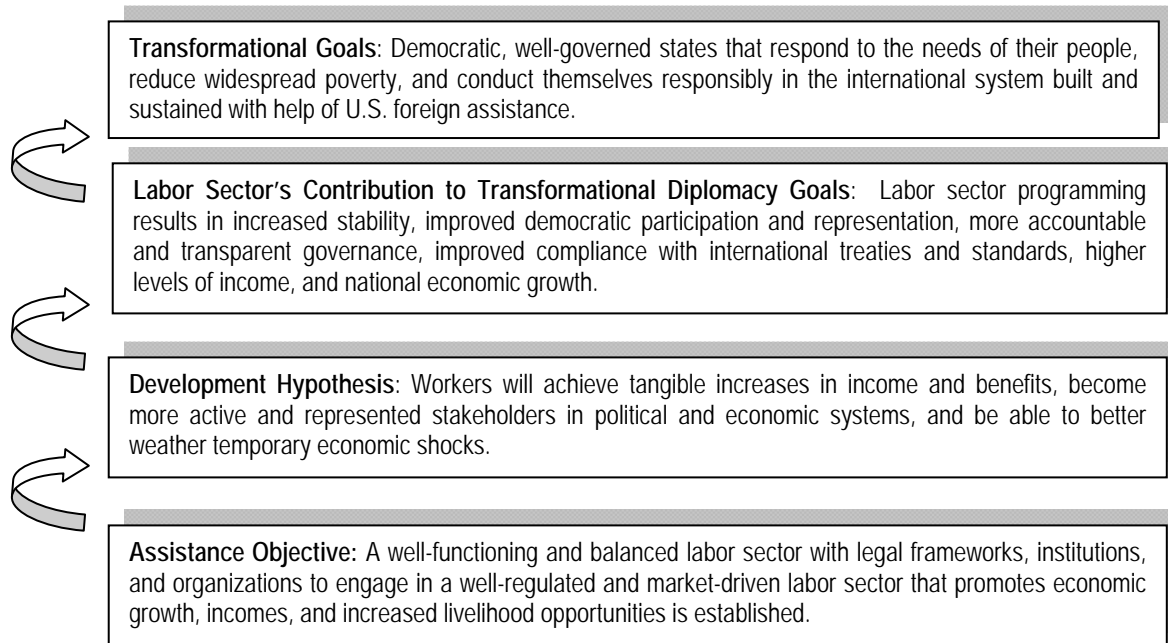 Transformational Goals: Democratic, well-governed states that respond to the needs of their people,
reduce widespread poverty, and conduct themselves responsibly in the international system built and
sustained with help of U.S. foreign assistance.
Labor Sector's Contribution to Transformational Diplomacy Goals: Labor sector programming
results in increased stability, improved democratic participation and representation, more accountable
and transparent governance, improved compliance with international treaties and standards, higher
levels of income, and national economic growth.
Development Hypothesis: Workers will achieve tangible increases in income and benefits, become
more active and represented stakeholders in political and economic systems, and be able to better
weather temporary economic shocks.
Assistance Objective: A well-functioning and balanced labor sector with legal frameworks, institutions,
and organizations to engage in a well-regulated and market-driven labor sector that promotes economic
growth, incomes, and increased livelihood opportunities is established.